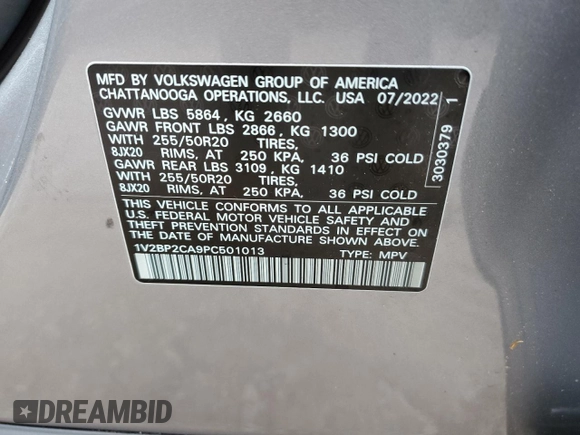 MFD BY VOLKSWAGEN GROUP OF AMERICA
CHATTANOOGA OPERATIONS, LLC. USA 07/2022
GVWR LBS 5864, KG 2660
GAWR FRONT LBS 2866, KG 1300
WITH 255/50R20 TIRES,
8JX20 RIMS, AT 250 KPA, 36 PSI COLD
GAWR REAR LBS 3109, KG 1410
WITH 255/50R20 TIRES,
8JX20 RIMS, AT 250 KPA, 36 PSI COLD
THIS VEHICLE CONFORMS TO ALL APPLICABLE
U.S. FEDERAL MOTOR VEHICLE SAFETY AND
THEFT PREVENTION STANDARDS IN EFFECT ON
THE DATE OF MANUFACTURE SHOWN ABOVE.
1V2BP2CA9PC501013 TYPE: MPV
3030379 1
DREAMBID